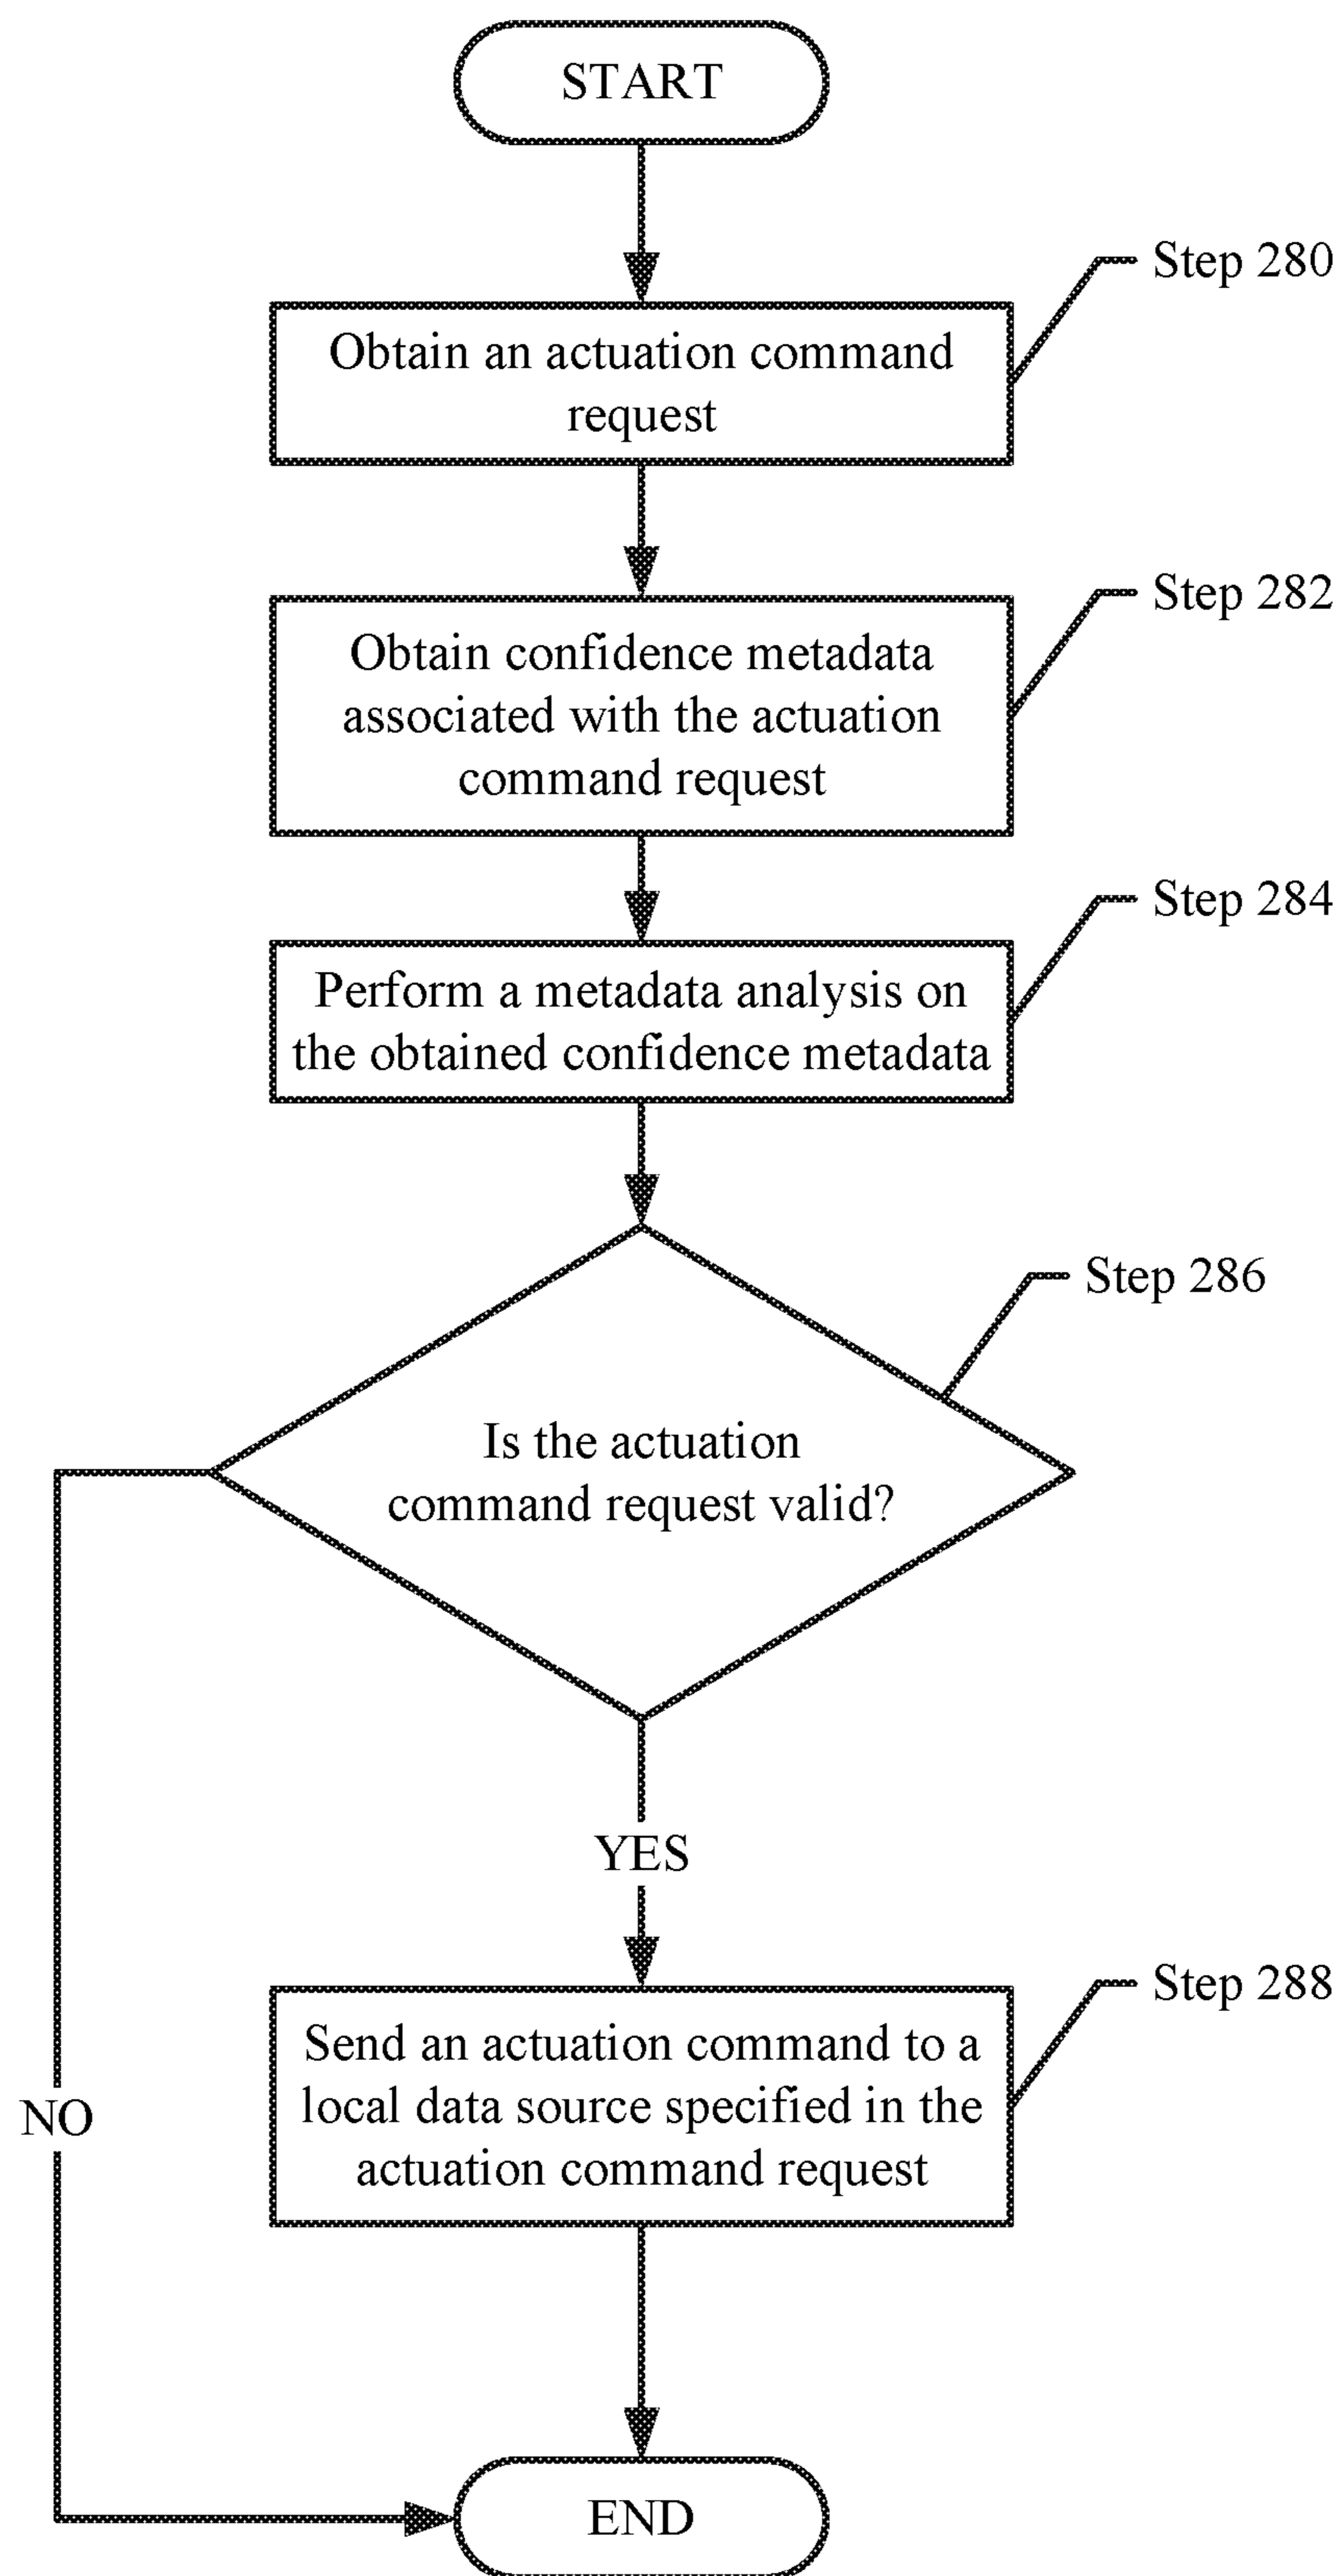 START
Step 280
Obtain an actuation command
request
Step 282
Obtain confidence metadata
associated with the actuation
command request
Step 284
Perform a metadata analysis on
the obtained confidence metadata
Step 286
Is the actuation
command request valid?
YES
Step 288
Send an actuation command to a
local data source specified in the
actuation command request
NO
END